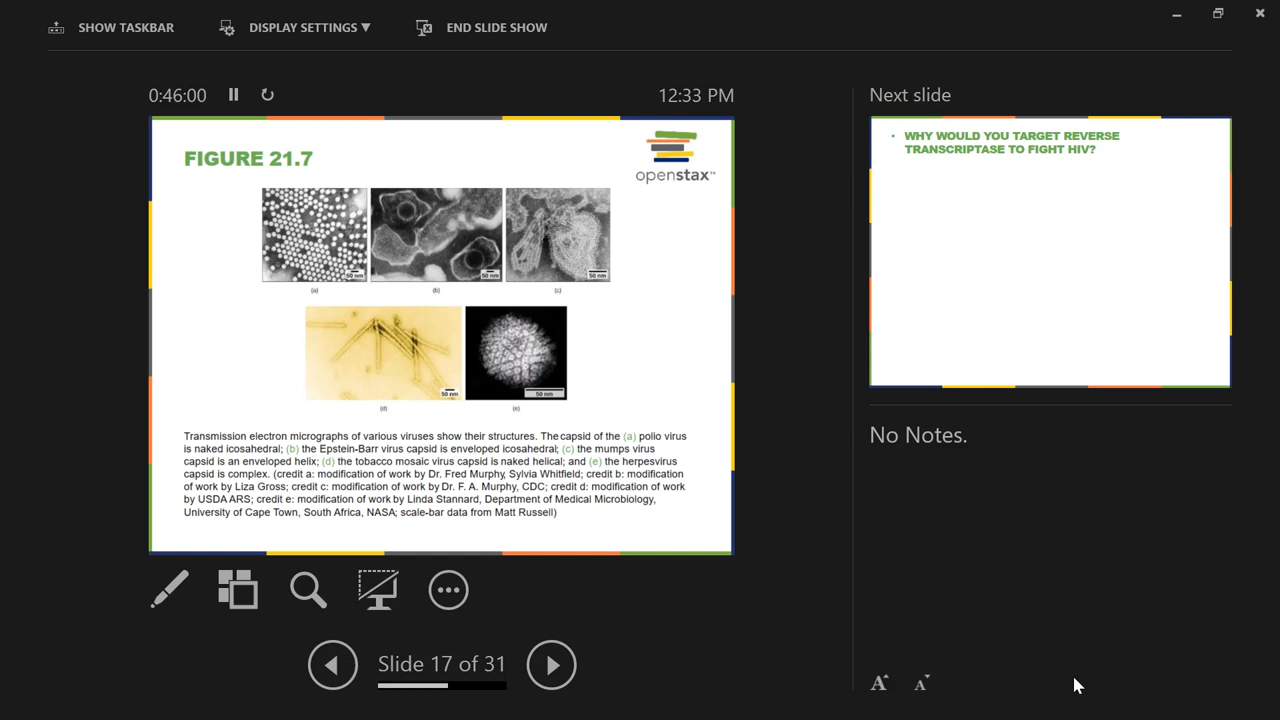 SHOW TASKBAR
DISPLAY SETTINGS ▼
END SLIDE SHOW
0:46:00
12:33 PM
FIGURE 21.7
openstax™
50 nm
50 nm
50 nm
(a)
(b)
(c)
50 nm
50 nm
(d)
(e)
Transmission electron micrographs of various viruses show their structures. The capsid of the (a) polio virus
is naked icosahedral; (b) the Epstein-Barr virus capsid is enveloped icosahedral; (c) the mumps virus
capsid is an enveloped helix; (d) the tobacco mosaic virus capsid is naked helical; and (e) the herpesvirus
capsid is complex. (credit a: modification of work by Dr. Fred Murphy, Sylvia Whitfield; credit b: modification
of work by Liza Gross; credit c: modification of work by Dr. F. A. Murphy, CDC; credit d: modification of work
by USDA ARS; credit e: modification of work by Linda Stannard, Department of Medical Microbiology,
University of Cape Town, South Africa, NASA; scale-bar data from Matt Russell)
Slide 17 of 31
Next slide
• WHY WOULD YOU TARGET REVERSE
TRANSCRIPTASE TO FIGHT HIV?
No Notes.
A A